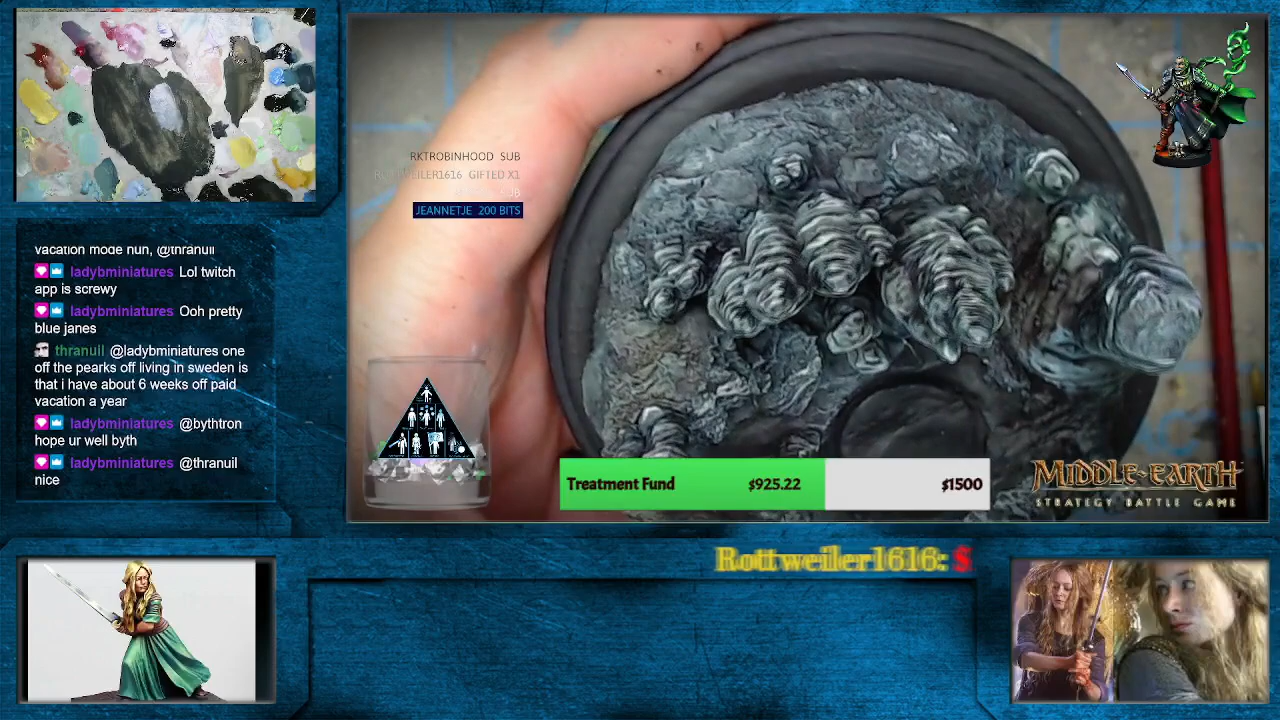 vacation mode huh, @thranuil
ladybminiatures Lol twitch
app is screwy
ladybminiatures Ooh pretty
blue janes
thranuil @ladybminiatures one
off the pearks off living in sweden is
that i have about 6 weeks off paid
vacation a year
ladybminiatures @bythtron
hope ur well byth
ladybminiatures @thranuil
nice
RKTROBINHOOD SUB
ROTTWEILER1616 GIFTED X1
SUB
JEANNETJE 200 BITS
Treatment Fund $925.22 $1500
MIDDLE-EARTH
STRATEGY BATTLE GAME
Rottweiler1616: $